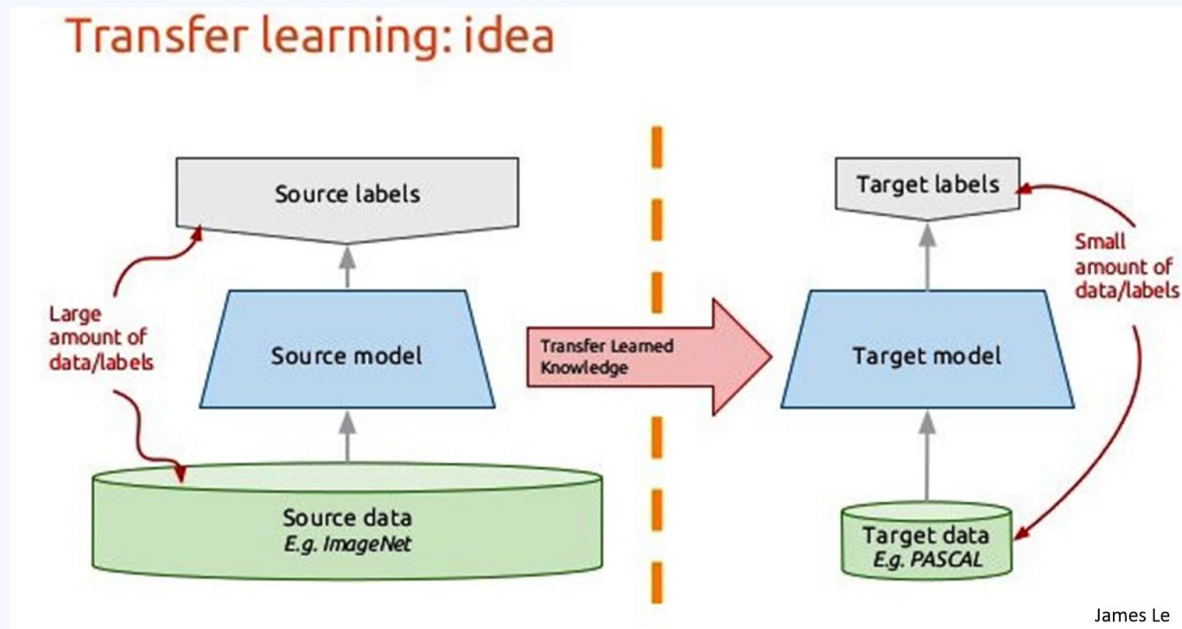 Transfer learning: idea
Source labels
Large
amount of
data/labels
Source model
Source data
E.g. ImageNet
Transfer Learned
Knowledge
Target labels
Small
amount of
data/labels
Target model
Target data
E.g. PASCAL
James Le